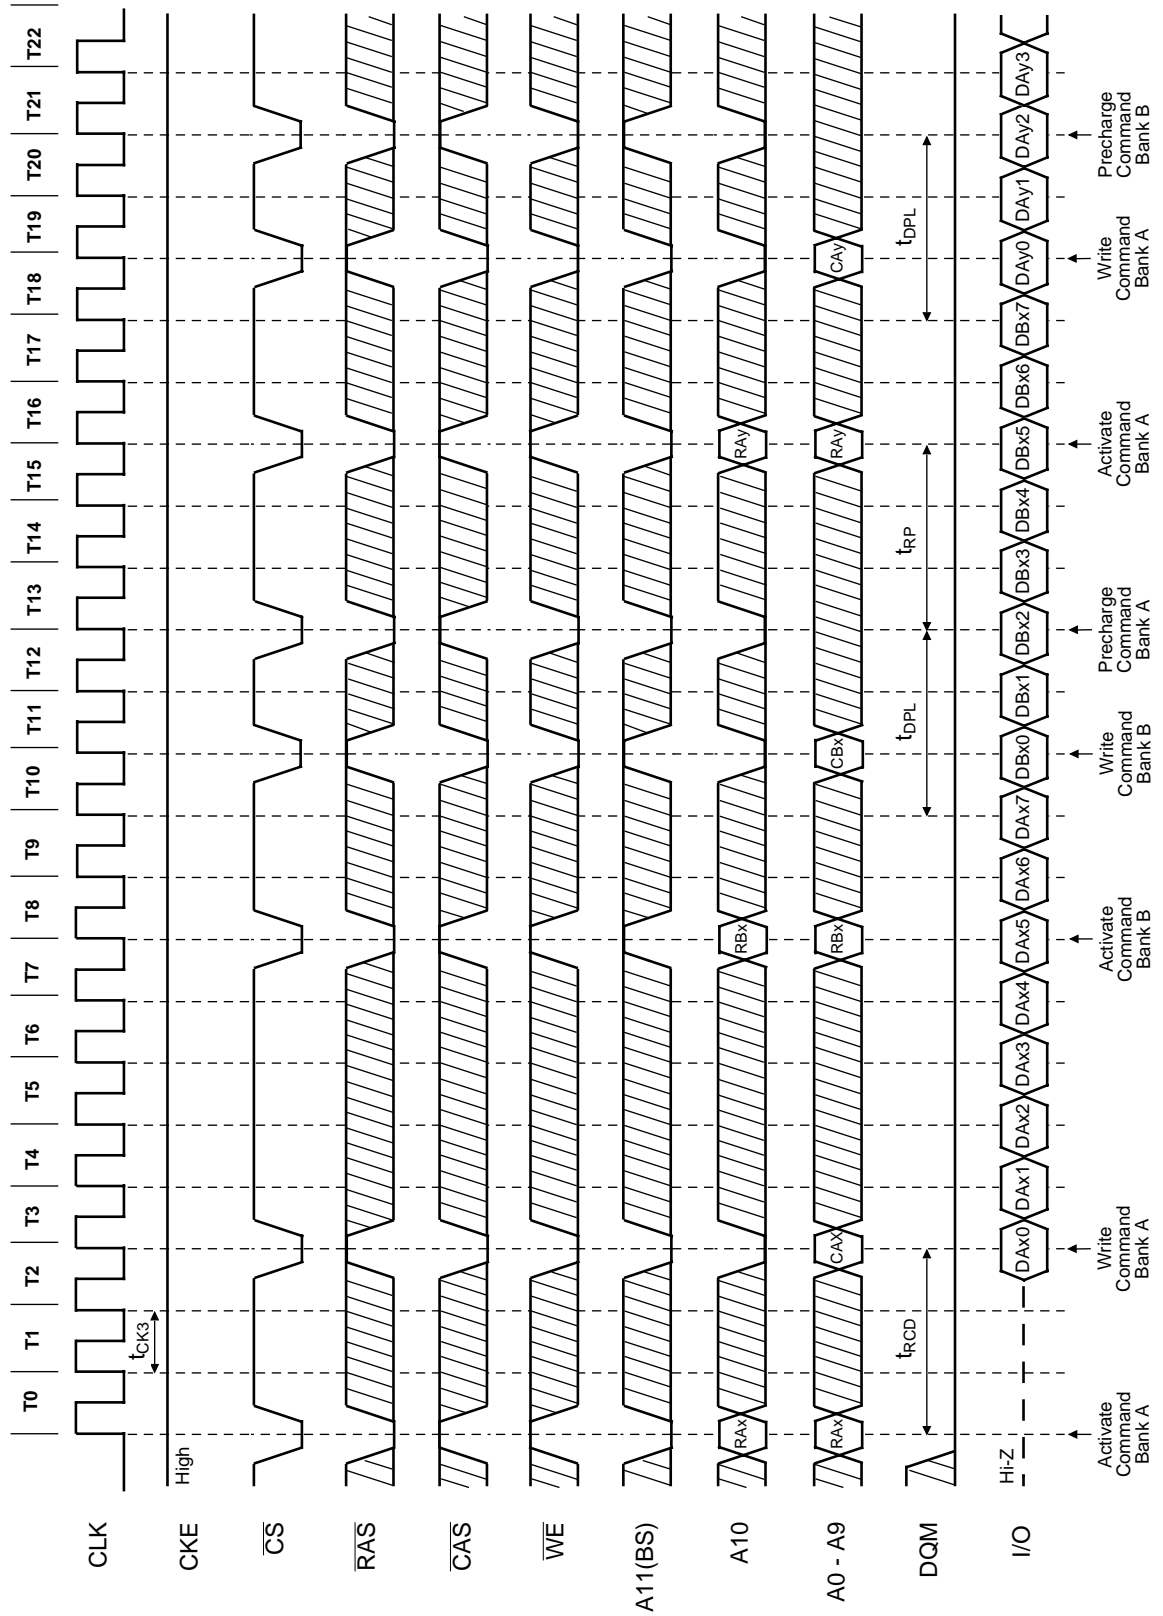 T0 T1 T2 T3 T4 T5 T6 T7 T8 T9 T10 T11 T12 T13 T14 T15 T16 T17 T18 T19 T20 T21 T22
CLK
tCK3
CKE
High
CS
RAS
CAS
WE
A11(BS)
A10
RAx RBx RAy
A0 - A9
RAx CAX RBx CBx RAy CAy
DQM
tRCD tDPL tRP tDPL
I/O
Hi-Z
DAx0 DAx1 DAx2 DAx3 DAx4 DAx5 DAx6 DAx7 DBx0 DBx1 DBx2 DBx3 DBx4 DBx5 DBx6 DBx7 DAy0 DAy1 DAy2 DAy3
Activate
Command
Bank A
Write
Command
Bank A
Activate
Command
Bank B
Write
Command
Bank B
Precharge
Command
Bank A
Activate
Command
Bank A
Write
Command
Bank A
Precharge
Command
Bank B